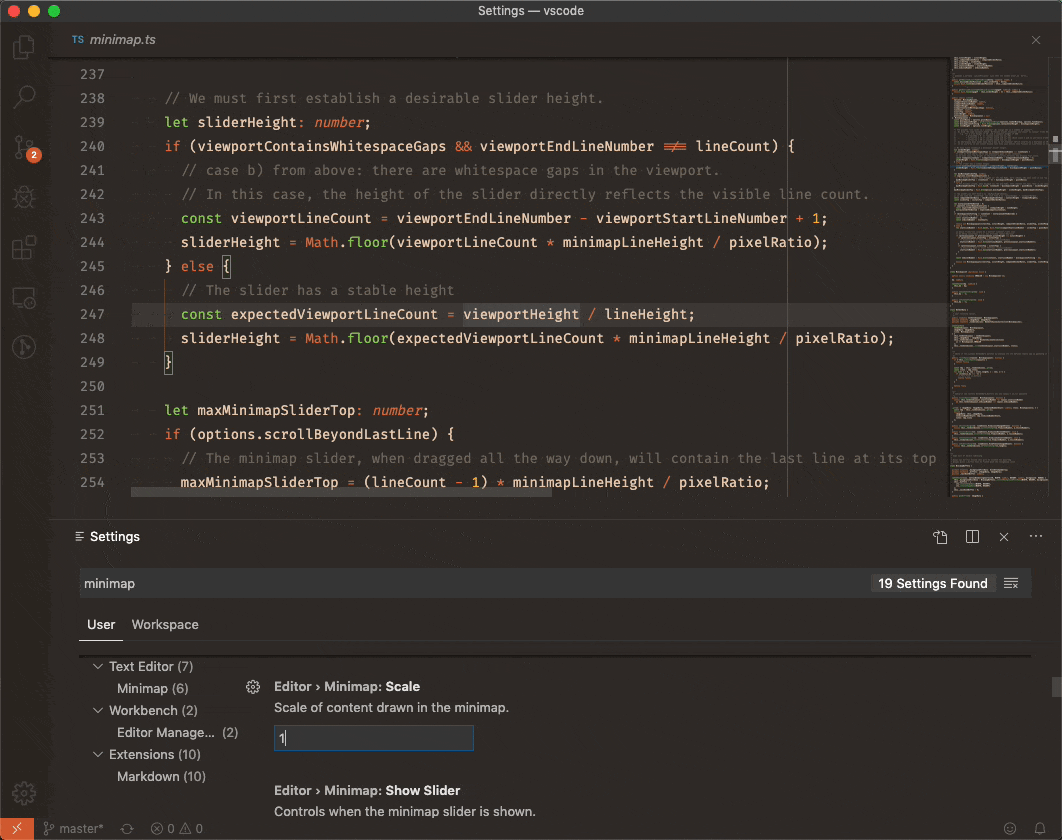 Settings — vscode
TS minimap.ts
237
238 // We must first establish a desirable slider height.
239 let sliderHeight: number;
240 if (viewportContainsWhitespaceGaps && viewportEndLineNumber !== lineCount) {
241 // case b) from above: there are whitespace gaps in the viewport.
242 // In this case, the height of the slider directly reflects the visible line count.
243 const viewportLineCount = viewportEndLineNumber - viewportStartLineNumber + 1;
244 sliderHeight = Math.floor(viewportLineCount * minimapLineHeight / pixelRatio);
245 } else {
246 // The slider has a stable height
247 const expectedViewportLineCount = viewportHeight / lineHeight;
248 sliderHeight = Math.floor(expectedViewportLineCount * minimapLineHeight / pixelRatio);
249 }
250
251 let maxMinimapSliderTop: number;
252 if (options.scrollBeyondLastLine) {
253 // The minimap slider, when dragged all the way down, will contain the last line at its top
254 maxMinimapSliderTop = (lineCount - 1) * minimapLineHeight / pixelRatio;
2
Settings
minimap
19 Settings Found
User Workspace
Text Editor (7)
Minimap (6)
Workbench (2)
Editor Manage... (2)
Extensions (10)
Markdown (10)
Editor › Minimap: Scale
Scale of content drawn in the minimap.
1
Editor › Minimap: Show Slider
Controls when the minimap slider is shown.
master* 0 0